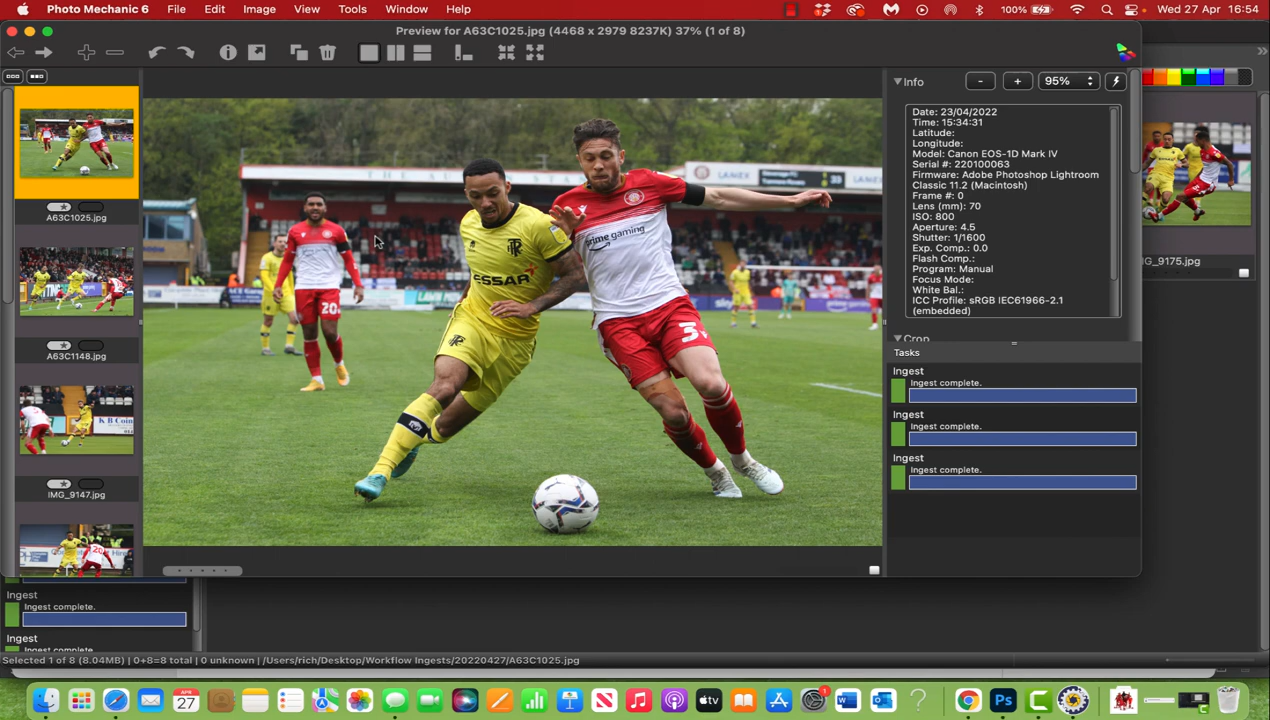 Photo Mechanic 6 File Edit Image View Tools Window Help 100% Wed 27 Apr 16:54
Preview for A63C1025.jpg (4468 x 2979 8237K) 37% (1 of 8)
A63C1025.jpg
A63C1148.jpg
IMG_9147.jpg
LAMEX
prime gaming
ESSAR
20
3
Info
- + 95%
Date: 23/04/2022
Time: 15:34:31
Latitude:
Longitude:
Model: Canon EOS-1D Mark IV
Serial #: 220100063
Firmware: Adobe Photoshop Lightroom
Classic 11.2 (Macintosh)
Frame #: 0
Lens (mm): 70
ISO: 800
Aperture: 4.5
Shutter: 1/1600
Exp. Comp.: 0.0
Flash Comp.:
Program: Manual
Focus Mode:
White Bal.:
ICC Profile: sRGB IEC61966-2.1
(embedded)
Crop
Tasks
Ingest
Ingest complete.
Ingest
Ingest complete.
Ingest
Ingest complete.
G_9175.jpg
Ingest
Ingest complete.
Ingest
Selected 1 of 8 (8.04MB) | 0+8=8 total | 0 unknown | /Users/rich/Desktop/Workflow Ingests/20220427/A63C1025.jpg
APR
27
tv
1
Ps